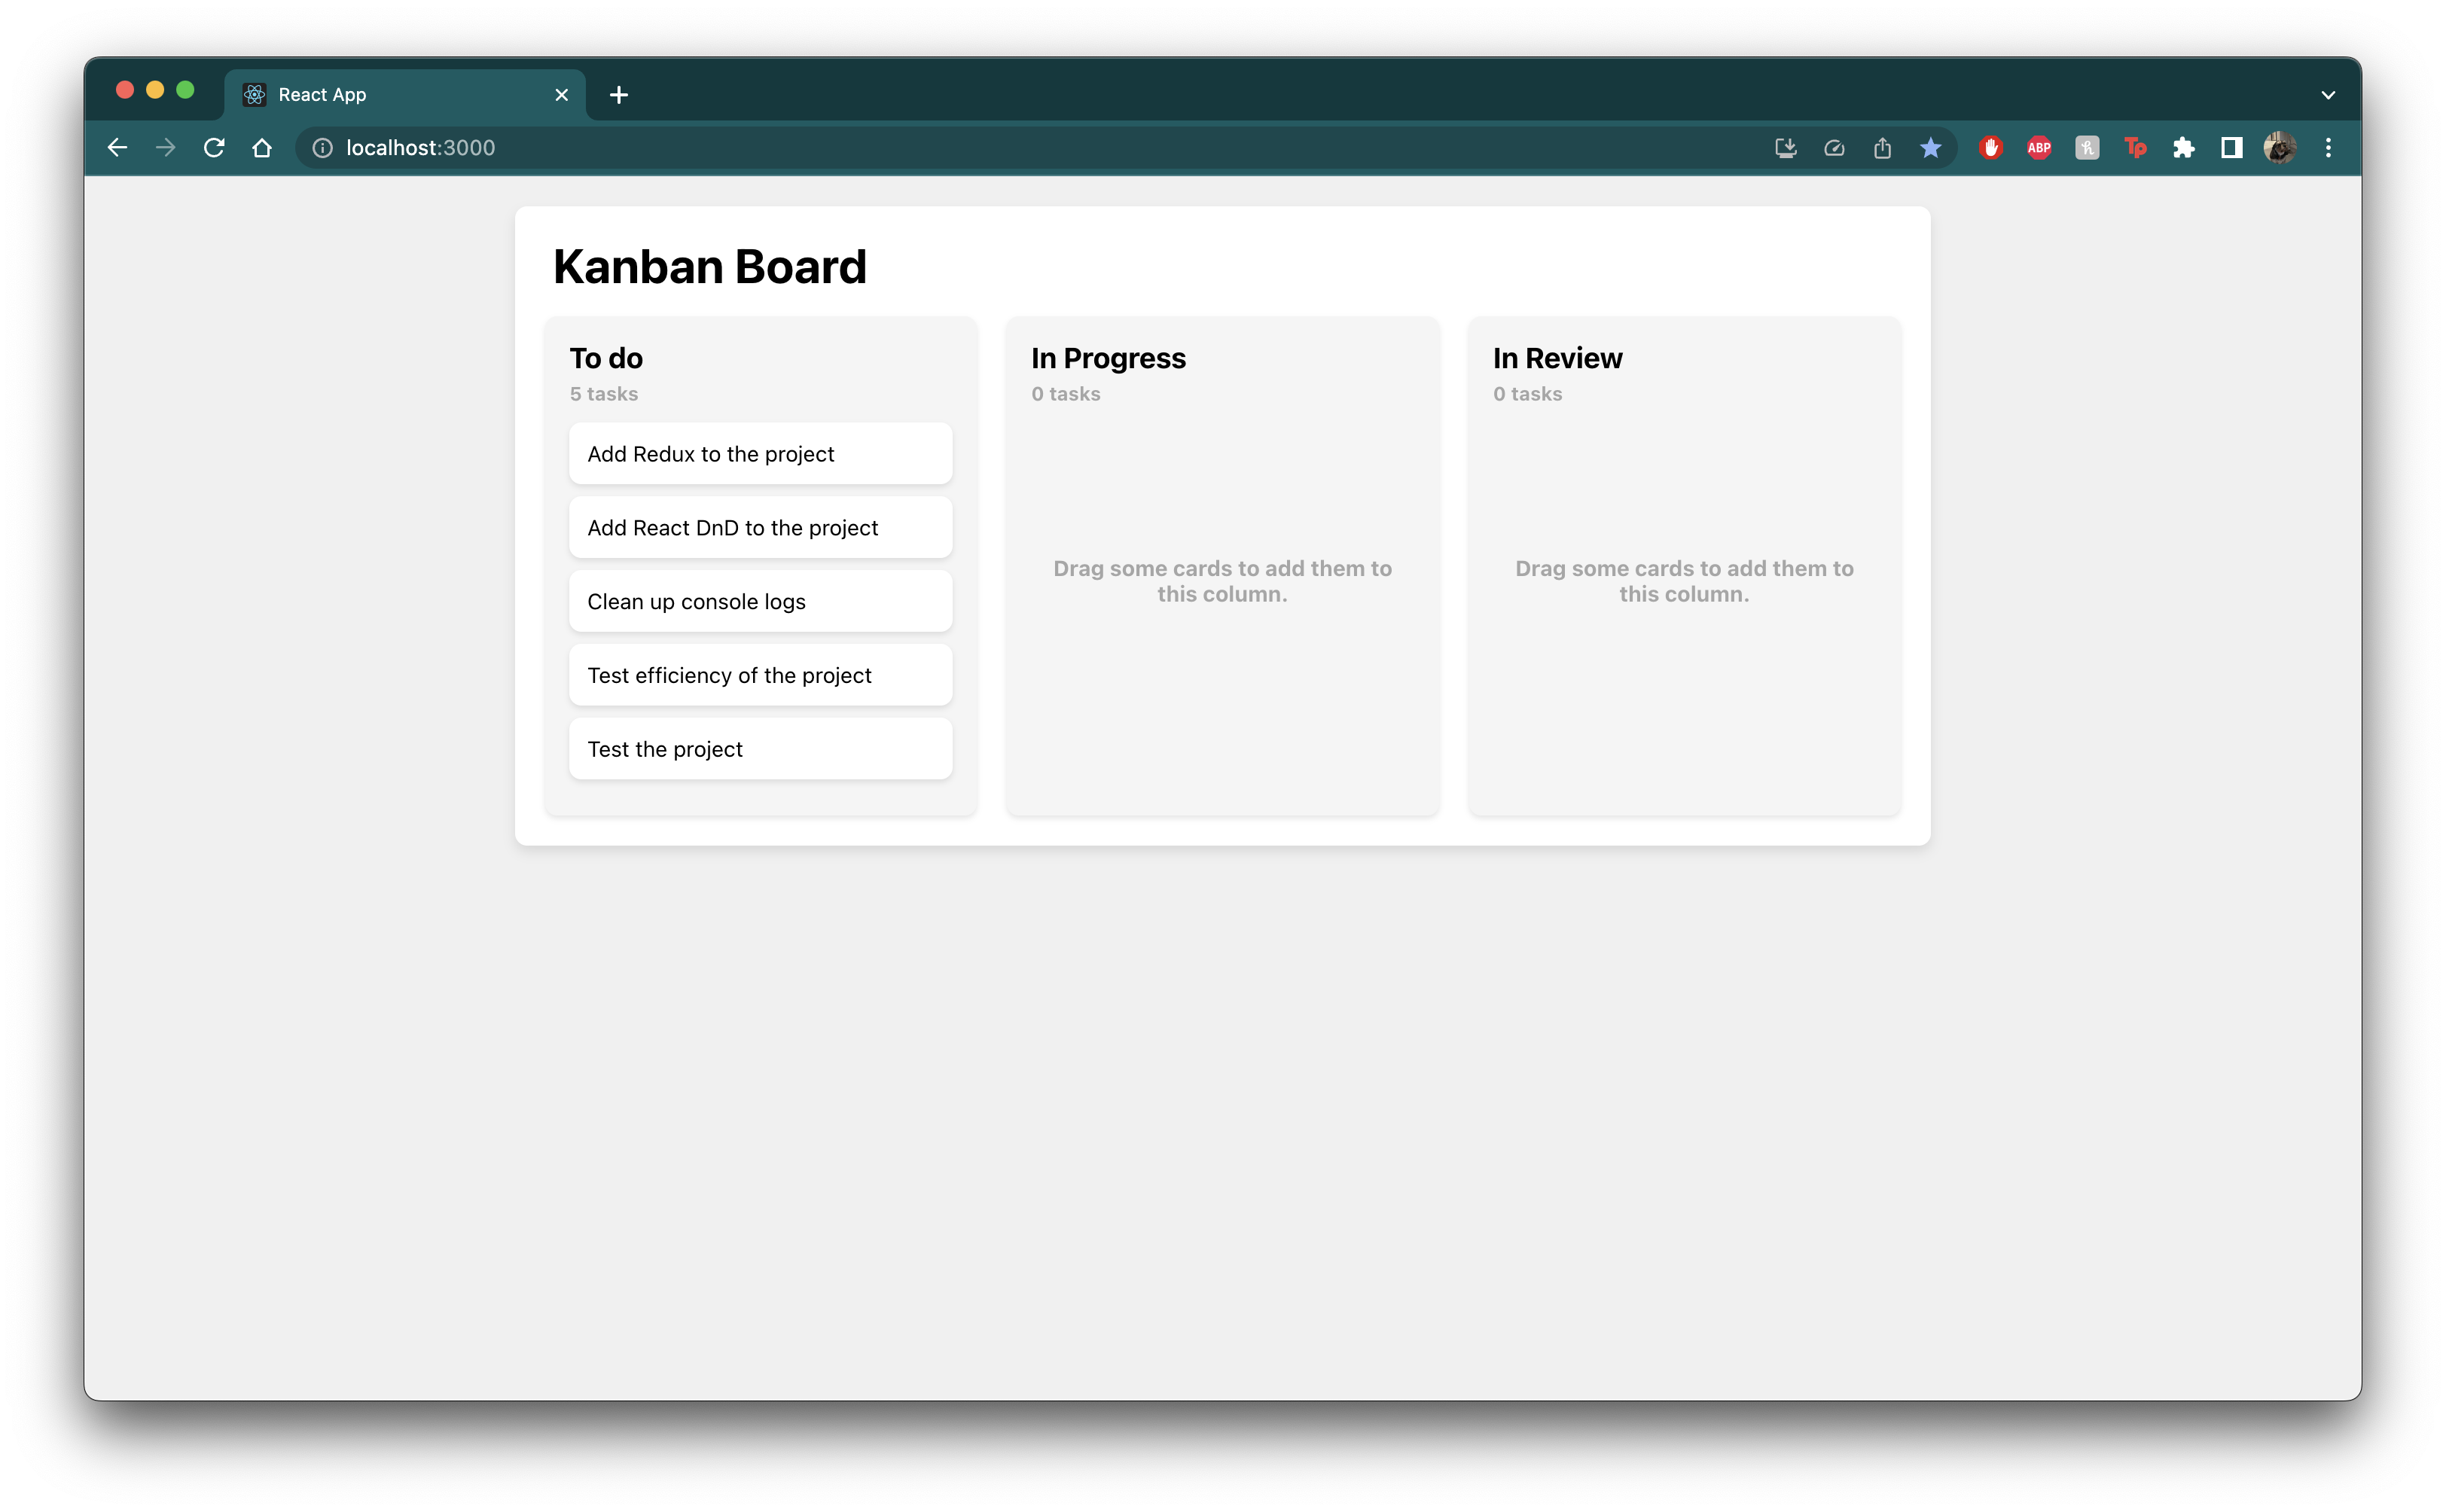 React App
localhost:3000
ABP
Tp
Kanban Board
To do
5 tasks
Add Redux to the project
Add React DnD to the project
Clean up console logs
Test efficiency of the project
Test the project
In Progress
0 tasks
Drag some cards to add them to
this column.
In Review
0 tasks
Drag some cards to add them to
this column.